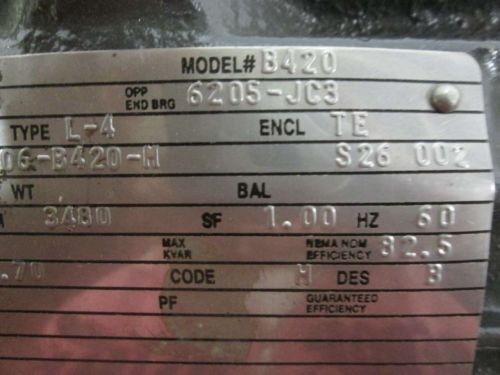 MODEL# B420
OPP END BRG 6205-JC3
TYPE L-4 ENCL TE
06-B420-M S26 002
WT BAL
3480 SF 1.00 HZ 60
MAX KVAR NEMA NOM EFFICIENCY 82.5
.70 CODE M DES B
PF GUARANTEED EFFICIENCY